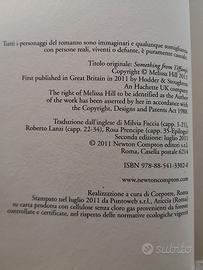 Tutti i personaggi del romanzo sono immaginari e qualunque somiglianza
con persone reali, viventi o defunte, è puramente casuale.
Titolo originale: Something from Tiffany's
Copyright © Melissa Hill 2011
First published in Great Britain in 2011 by Hodder & Stoughton
An Hachette UK company
The right of Melissa Hill to be identified as the Author
of the Work has been asserted by her in accordance with
the Copyright, Designs and Patents Act 1988.
Traduzione dall'inglese di Milvia Faccia (capp. 1-21),
Roberto Lanzi (capp. 22-34), Rosa Prencipe (capp. 35-Epilogo)
Seconda edizione: luglio 2011
© 2011 Newton Compton editori s.r.l.
Roma, Casella postale 6214
ISBN 978-88-541-3302-0
www.newtoncompton.com
Realizzazione a cura di Corpotre, Roma
Stampato nel luglio 2011 da Puntoweb s.r.l., Ariccia (Roma)
su carta prodotta con cellulose senza cloro gas provenienti da foreste
controllate e certificate, nel rispetto delle normative ecologiche vigenti
subito